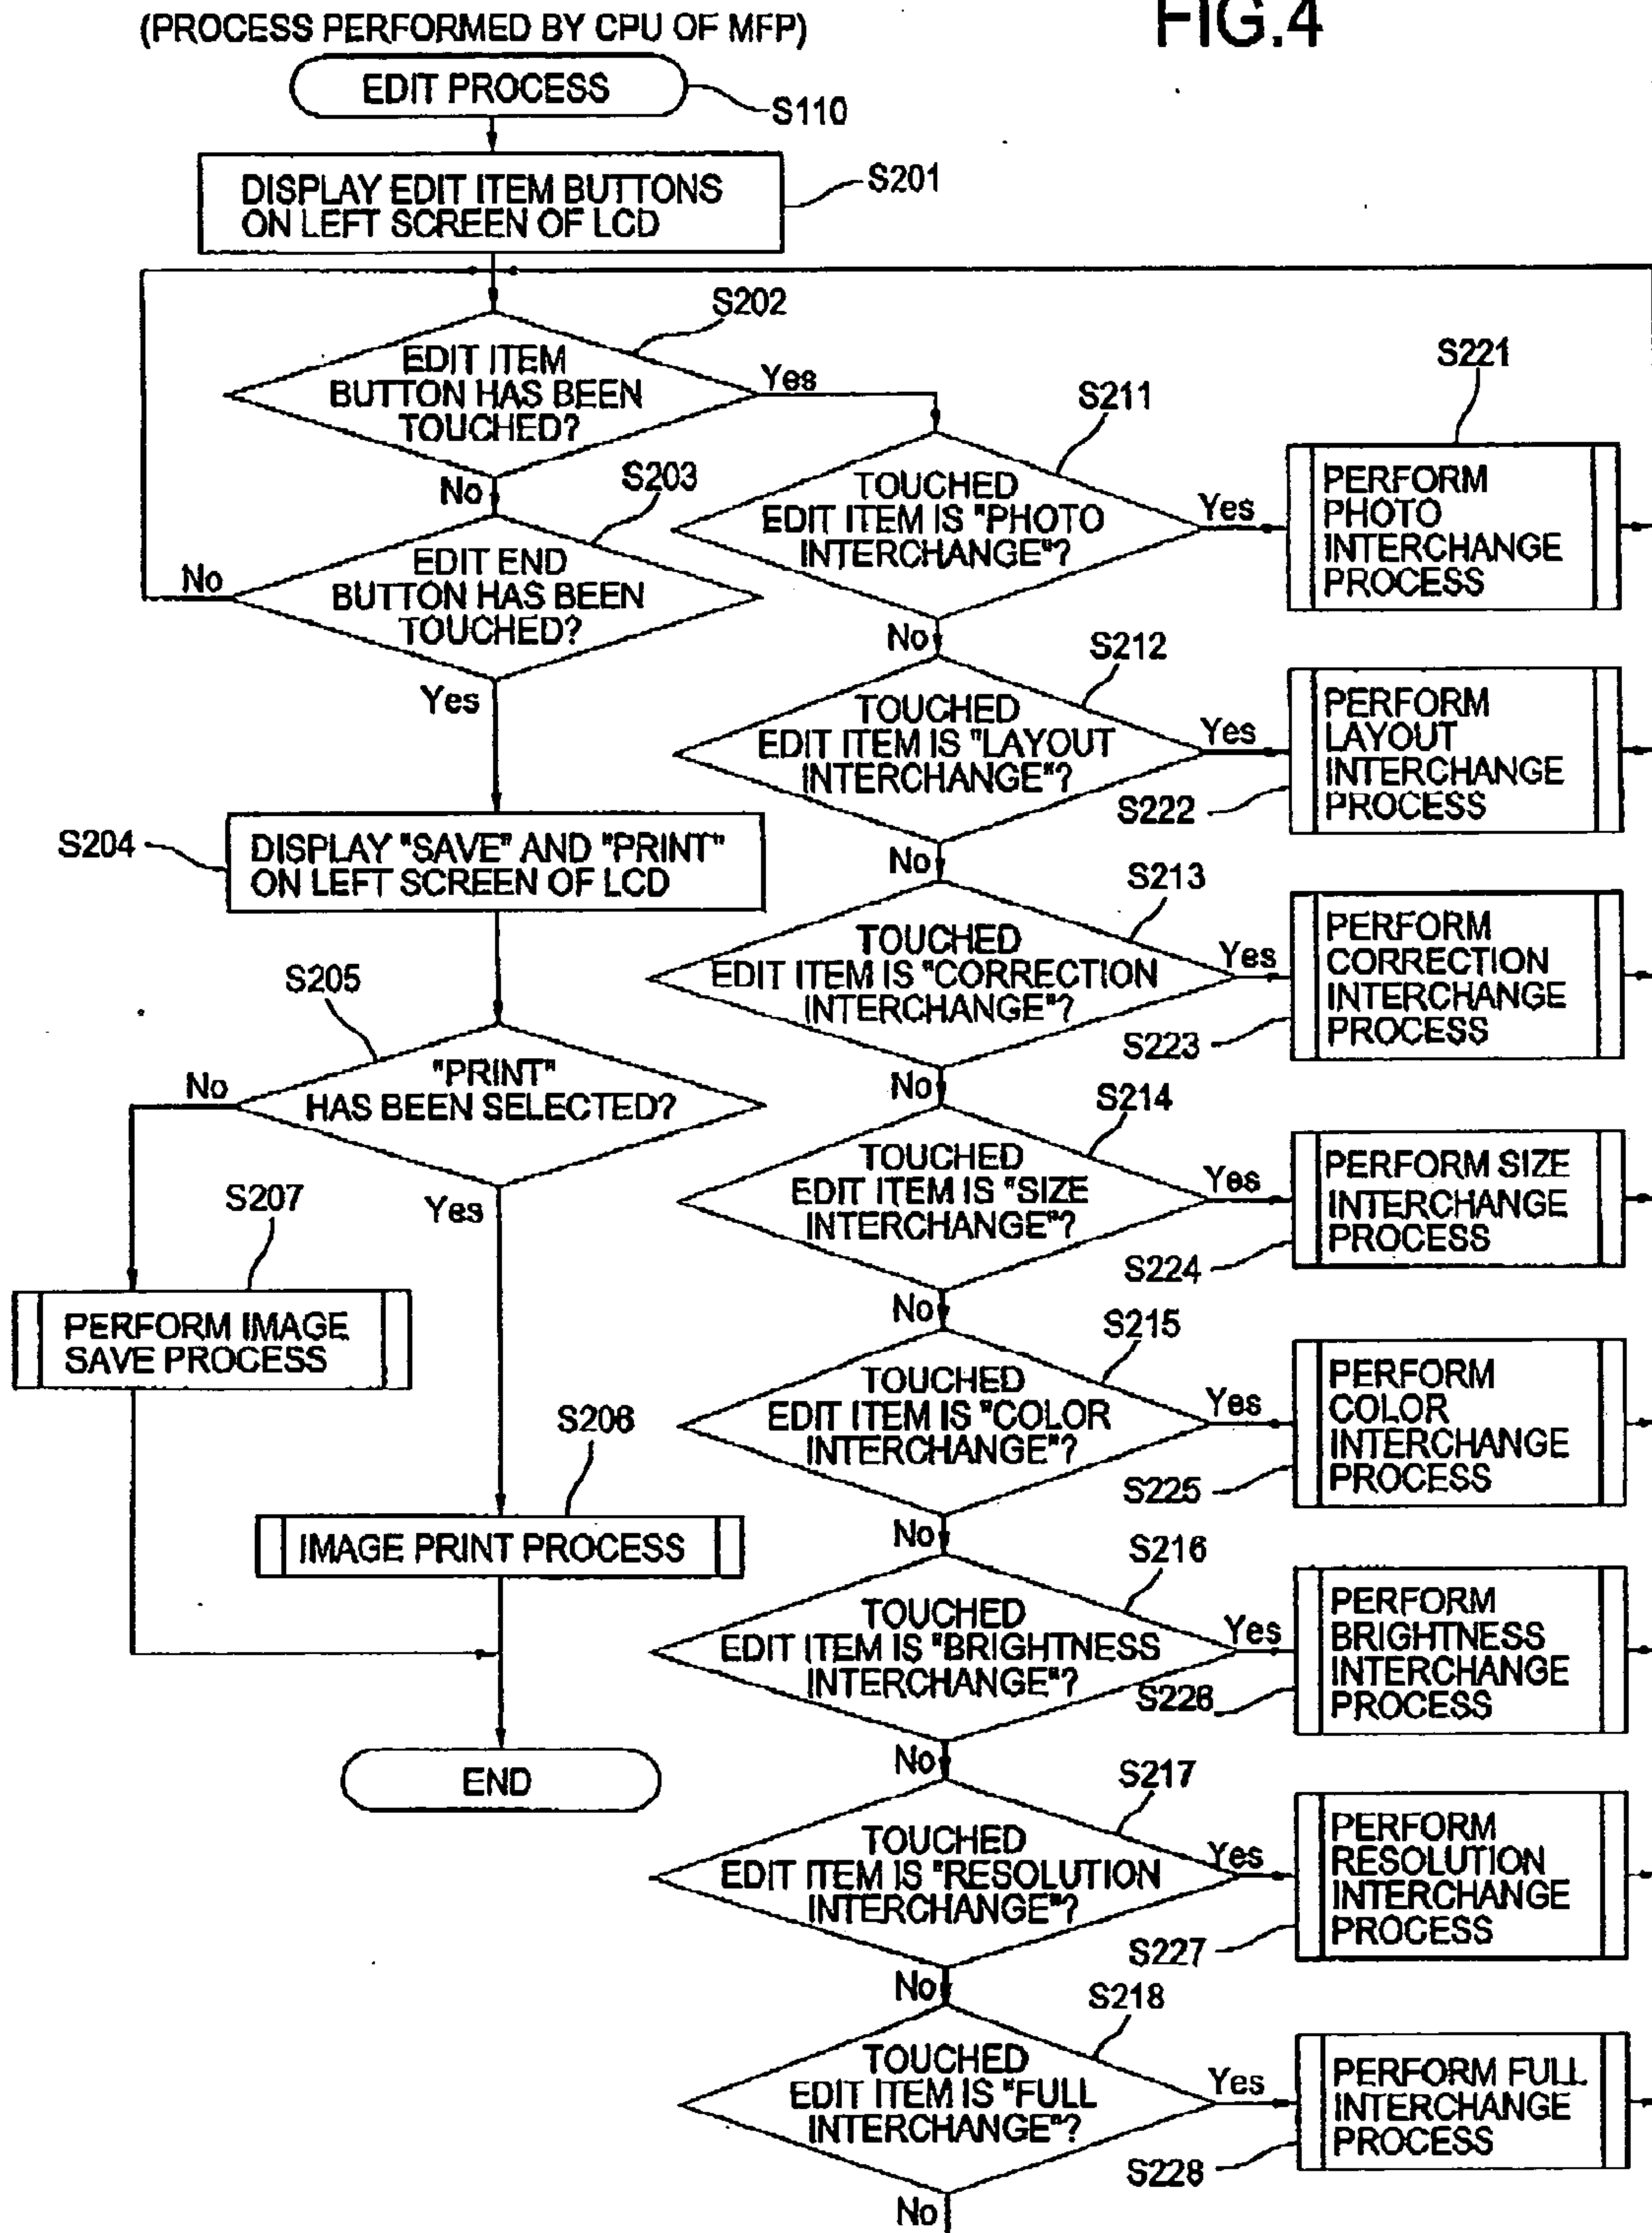 (PROCESS PERFORMED BY CPU OF MFP)
FIG.4
EDIT PROCESS
S110
DISPLAY EDIT ITEM BUTTONS
ON LEFT SCREEN OF LCD
S201
S202
EDIT ITEM
BUTTON HAS BEEN
TOUCHED?
Yes
No
S203
EDIT END
BUTTON HAS BEEN
TOUCHED?
No
Yes
S204
DISPLAY "SAVE" AND "PRINT"
ON LEFT SCREEN OF LCD
S205
"PRINT"
HAS BEEN SELECTED?
No
Yes
S207
PERFORM IMAGE
SAVE PROCESS
S206
IMAGE PRINT PROCESS
END
S211
TOUCHED
EDIT ITEM IS "PHOTO
INTERCHANGE"?
Yes
No
S221
PERFORM
PHOTO
INTERCHANGE
PROCESS
S212
TOUCHED
EDIT ITEM IS "LAYOUT
INTERCHANGE"?
Yes
No
S222
PERFORM
LAYOUT
INTERCHANGE
PROCESS
S213
TOUCHED
EDIT ITEM IS "CORRECTION
INTERCHANGE"?
Yes
No
S223
PERFORM
CORRECTION
INTERCHANGE
PROCESS
S214
TOUCHED
EDIT ITEM IS "SIZE
INTERCHANGE"?
Yes
No
S224
PERFORM SIZE
INTERCHANGE
PROCESS
S215
TOUCHED
EDIT ITEM IS "COLOR
INTERCHANGE"?
Yes
No
S225
PERFORM
COLOR
INTERCHANGE
PROCESS
S216
TOUCHED
EDIT ITEM IS "BRIGHTNESS
INTERCHANGE"?
Yes
No
S226
PERFORM
BRIGHTNESS
INTERCHANGE
PROCESS
S217
TOUCHED
EDIT ITEM IS "RESOLUTION
INTERCHANGE"?
Yes
No
S227
PERFORM
RESOLUTION
INTERCHANGE
PROCESS
S218
TOUCHED
EDIT ITEM IS "FULL
INTERCHANGE"?
Yes
No
S228
PERFORM FULL
INTERCHANGE
PROCESS